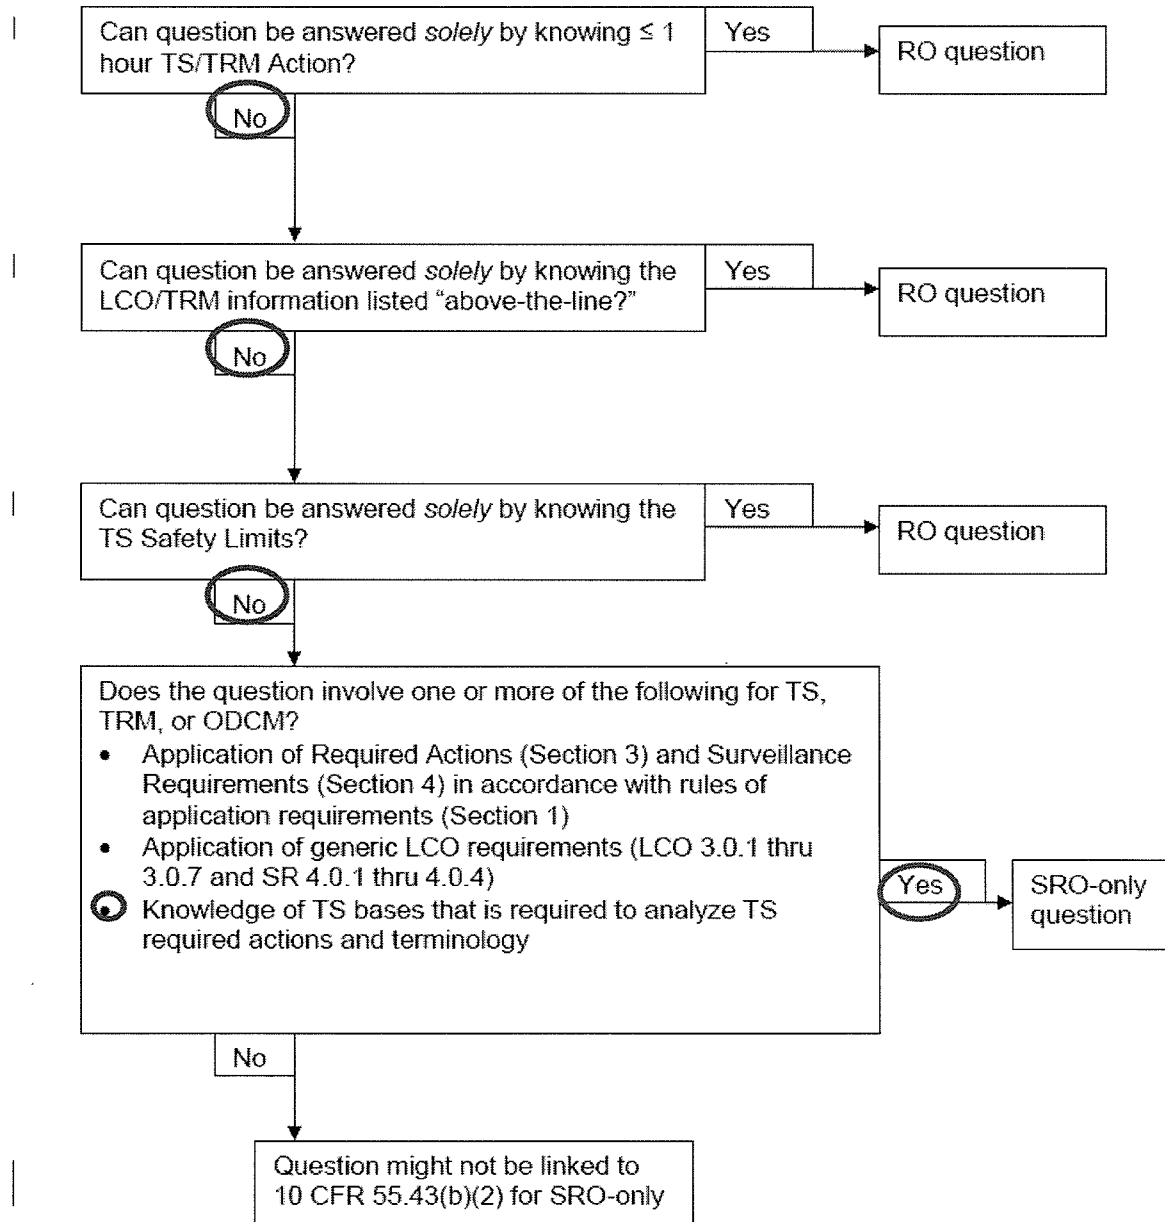 Can question be answered solely by knowing ≤ 1
hour TS/TRM Action?
Yes
RO question
No
Can question be answered solely by knowing the
LCO/TRM information listed "above-the-line?"
Yes
RO question
No
Can question be answered solely by knowing the
TS Safety Limits?
Yes
RO question
No
Does the question involve one or more of the following for TS,
TRM, or ODCM?
• Application of Required Actions (Section 3) and Surveillance
Requirements (Section 4) in accordance with rules of
application requirements (Section 1)
• Application of generic LCO requirements (LCO 3.0.1 thru
3.0.7 and SR 4.0.1 thru 4.0.4)
• Knowledge of TS bases that is required to analyze TS
required actions and terminology
Yes
SRO-only
question
No
Question might not be linked to
10 CFR 55.43(b)(2) for SRO-only